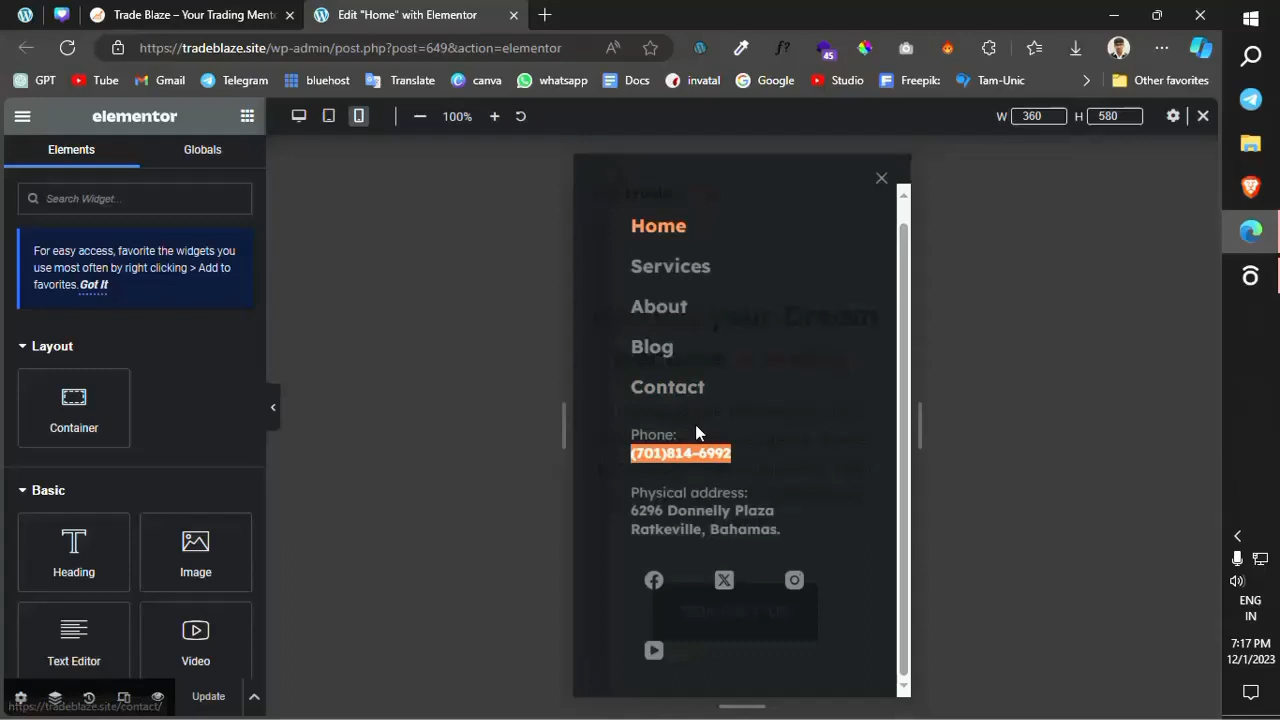 Trade Blaze – Your Trading Mento
Edit "Home" with Elementor
https://tradeblaze.site/wp-admin/post.php?post=649&action=elementor
45
GPT
Tube
Gmail
Telegram
bluehost
Translate
canva
whatsapp
Docs
invatal
Google
Studio
Freepik:
Tam-Unic
Other favorites
elementor
100%
W 360
H 580
Elements
Globals
Search Widget...
For easy access, favorite the widgets you
use most often by right clicking > Add to
favorites. Got It
Layout
Container
Basic
Heading
Image
Text Editor
Video
Update
https://tradeblaze.site/contact/
Home
Services
About
Blog
Contact
Phone:
(701)814-6992
Physical address:
6296 Donnelly Plaza
Ratkeville, Bahamas.
ENG
IN
7:17 PM
12/1/2023